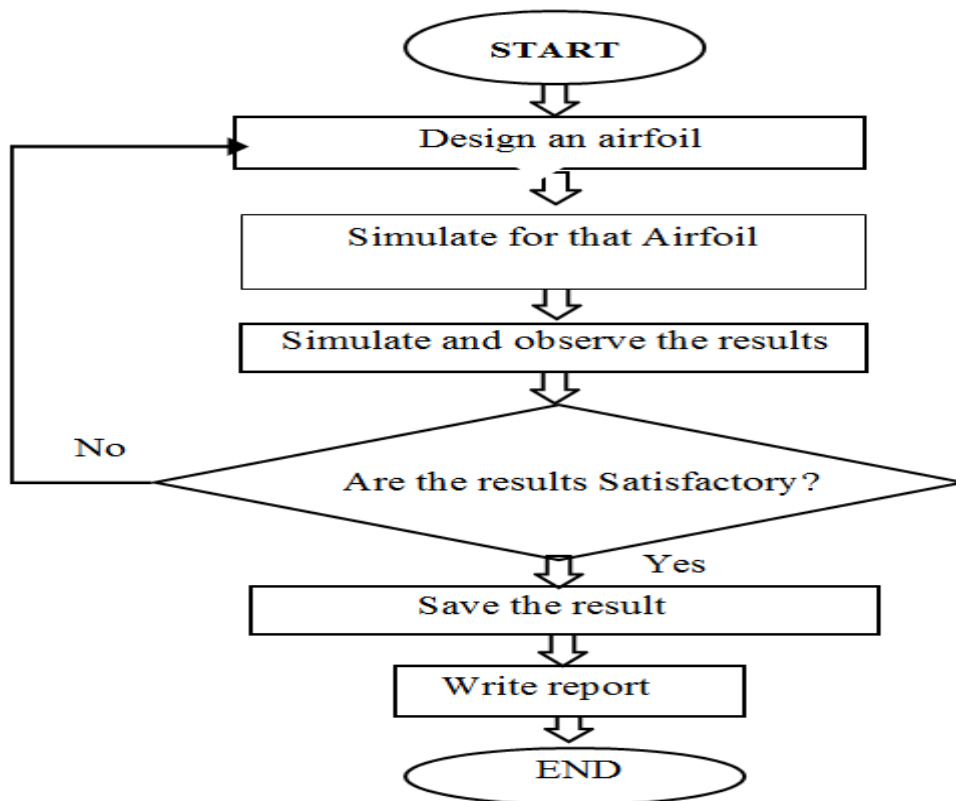 START
Design an airfoil
Simulate for that Airfoil
Simulate and observe the results
No
Are the results Satisfactory?
Yes
Save the result
Write report
END